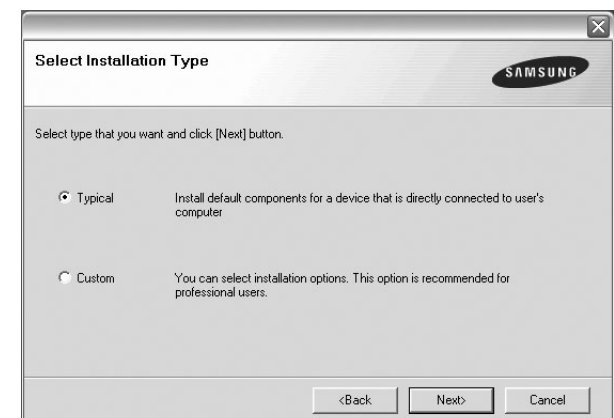 Select Installation Type
SAMSUNG
Select type that you want and click [Next] button.
Typical
Install default components for a device that is directly connected to user's
computer
Custom
You can select installation options. This option is recommended for
professional users.
<Back
Next>
Cancel